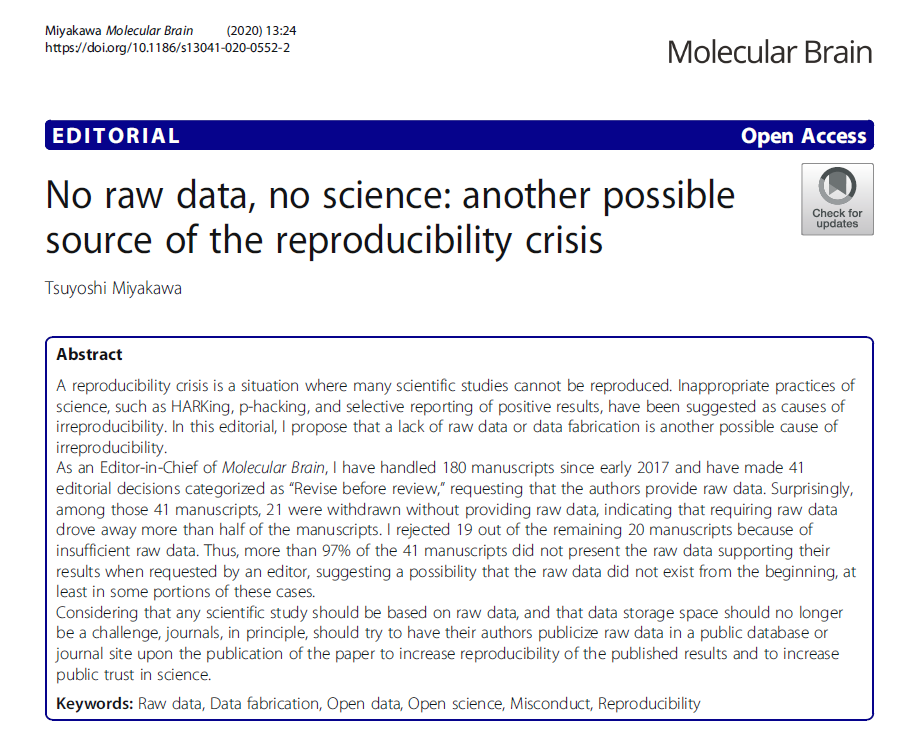 Miyakawa Molecular Brain (2020) 13:24
https://doi.org/10.1186/s13041-020-0552-2
Molecular Brain
EDITORIAL Open Access
No raw data, no science: another possible
source of the reproducibility crisis
Check for
updates
Tsuyoshi Miyakawa
Abstract
A reproducibility crisis is a situation where many scientific studies cannot be reproduced. Inappropriate practices of
science, such as HARKing, p-hacking, and selective reporting of positive results, have been suggested as causes of
irreproducibility. In this editorial, I propose that a lack of raw data or data fabrication is another possible cause of
irreproducibility.
As an Editor-in-Chief of Molecular Brain, I have handled 180 manuscripts since early 2017 and have made 41
editorial decisions categorized as “Revise before review,” requesting that the authors provide raw data. Surprisingly,
among those 41 manuscripts, 21 were withdrawn without providing raw data, indicating that requiring raw data
drove away more than half of the manuscripts. I rejected 19 out of the remaining 20 manuscripts because of
insufficient raw data. Thus, more than 97% of the 41 manuscripts did not present the raw data supporting their
results when requested by an editor, suggesting a possibility that the raw data did not exist from the beginning, at
least in some portions of these cases.
Considering that any scientific study should be based on raw data, and that data storage space should no longer
be a challenge, journals, in principle, should try to have their authors publicize raw data in a public database or
journal site upon the publication of the paper to increase reproducibility of the published results and to increase
public trust in science.
Keywords: Raw data, Data fabrication, Open data, Open science, Misconduct, Reproducibility